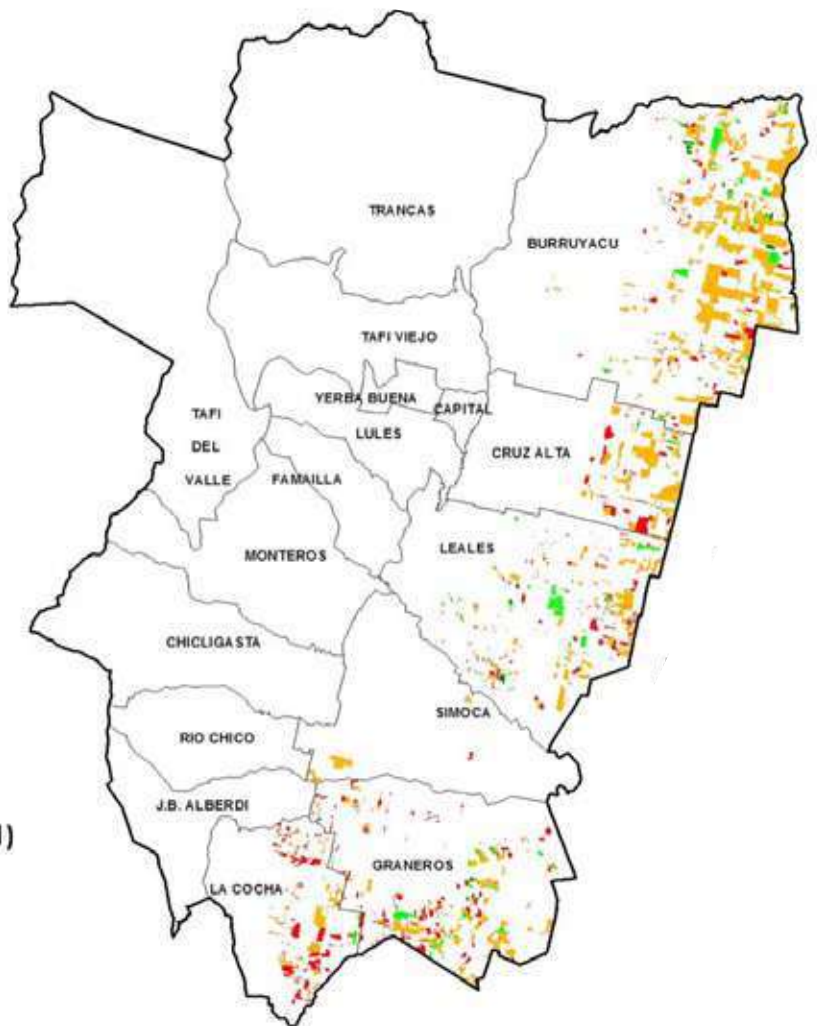 TRANCAS
BURRUYACU
TAFI VIEJO
YERBA BUENA
CAPITAL
TAFI
DEL
VALLE
LULES
CRUZ ALTA
FAMAILLA
LEALES
MONTEROS
CHICLIGASTA
SIMOCA
RIO CHICO
J.B. ALBERDI
GRANEROS
LA COCHA